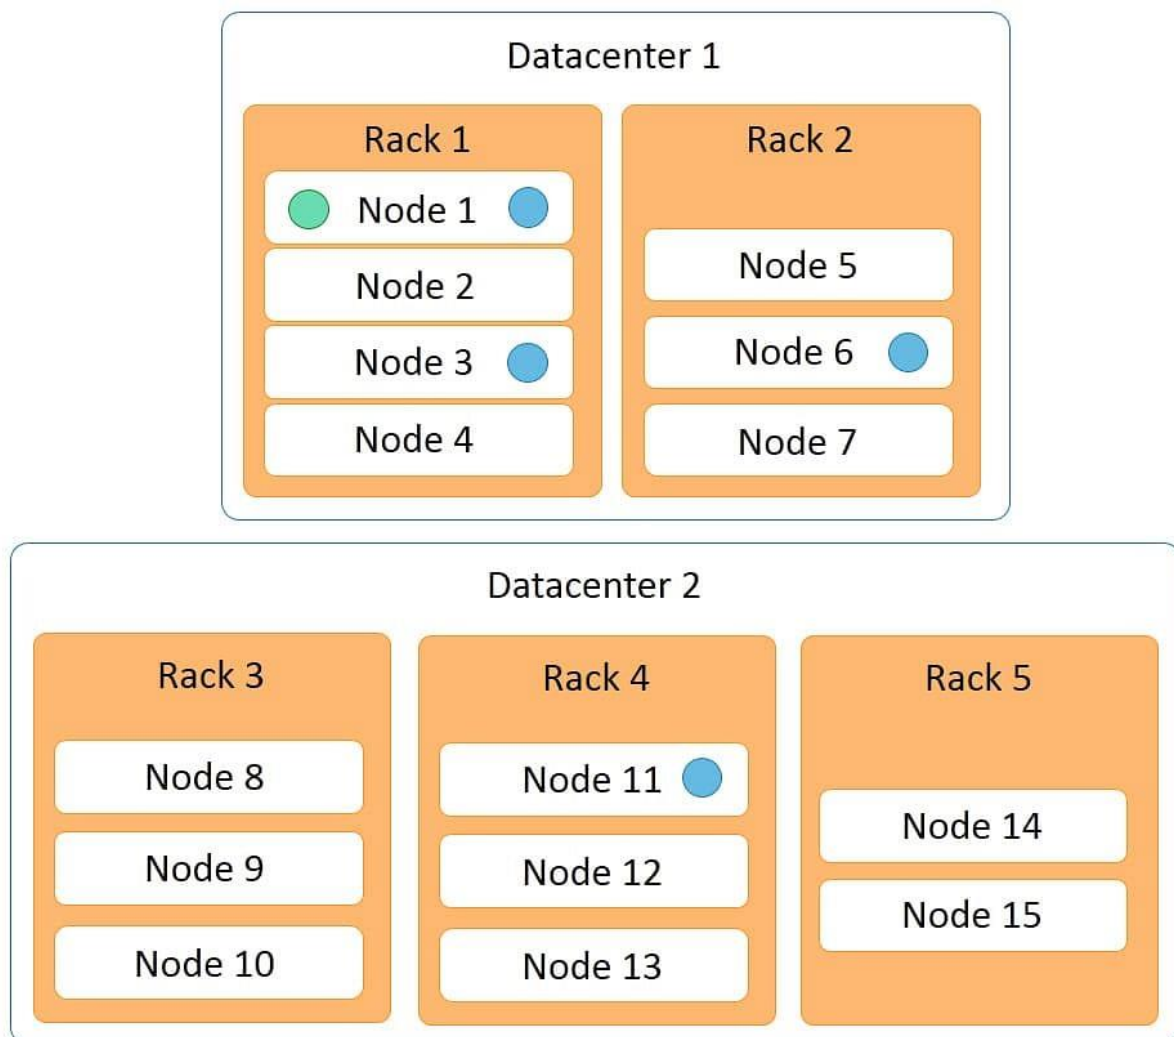 Datacenter 1
Rack 1
Node 1
Node 2
Node 3
Node 4
Rack 2
Node 5
Node 6
Node 7
Datacenter 2
Rack 3
Node 8
Node 9
Node 10
Rack 4
Node 11
Node 12
Node 13
Rack 5
Node 14
Node 15